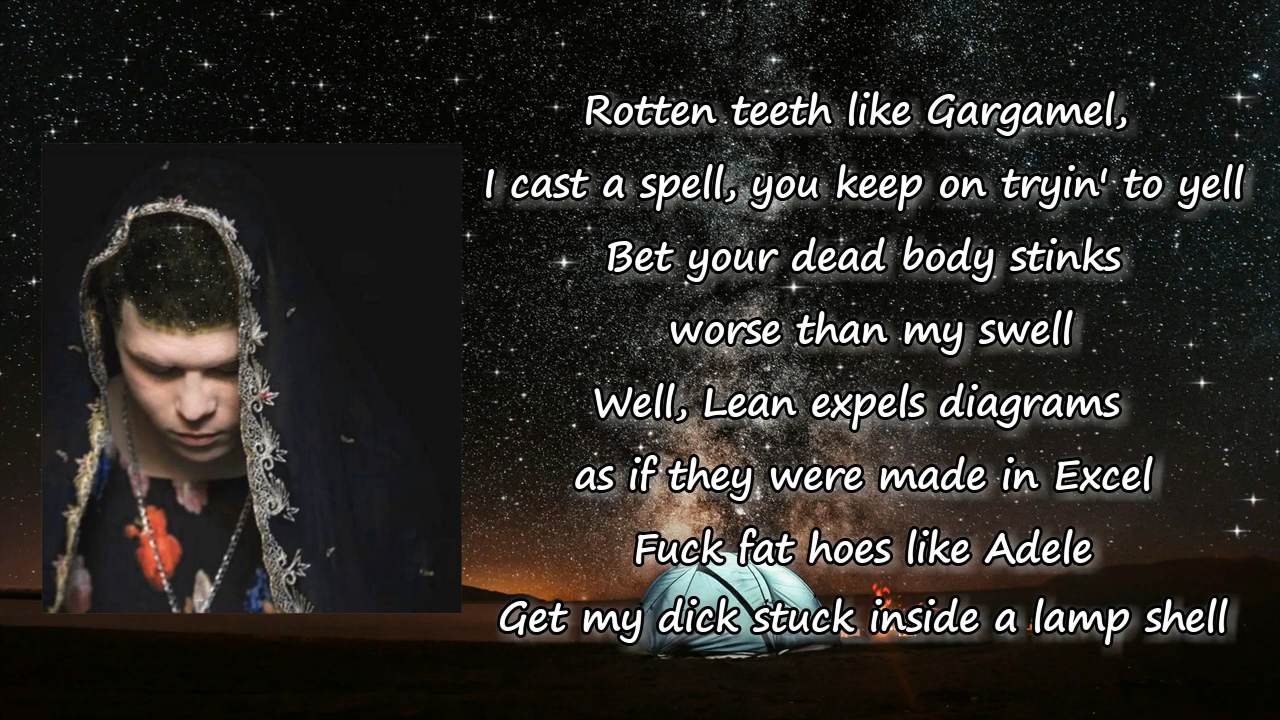 Rotten teeth like Gargamel,
I cast a spell, you keep on tryin' to yell
Bet your dead body stinks
worse than my swell
Well, Lean expels diagrams
as if they were made in Excel
Fuck fat hoes like Adele
Get my dick stuck inside a lamp shell